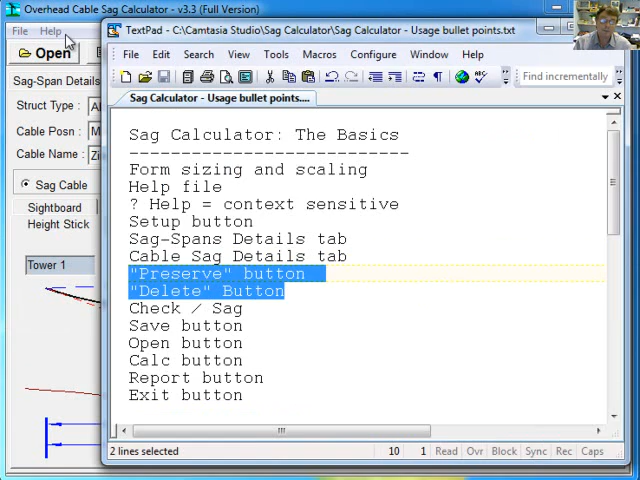 Overhead Cable Sag Calculator - v3.3 (Full Version)
File Help
Open
Sag-Span Details
Struct Type :
Cable Posn :
Cable Name :
Sag Cable
Sightboard
Height Stick
Tower 1
TextPad - C:\Camtasia Studio\Sag Calculator\Sag Calculator - Usage bullet points.txt
File Edit Search View Tools Macros Configure Window Help
Find incrementally
Sag Calculator - Usage bullet points....
Sag Calculator: The Basics
---------------------------------
Form sizing and scaling
Help file
? Help = context sensitive
Setup button
Sag-Spans Details tab
Cable Sag Details tab
"Preserve" button
"Delete" Button
Check / Sag
Save button
Open button
Calc button
Report button
Exit button
2 lines selected
10 1 Read Ovr Block Sync Rec Caps